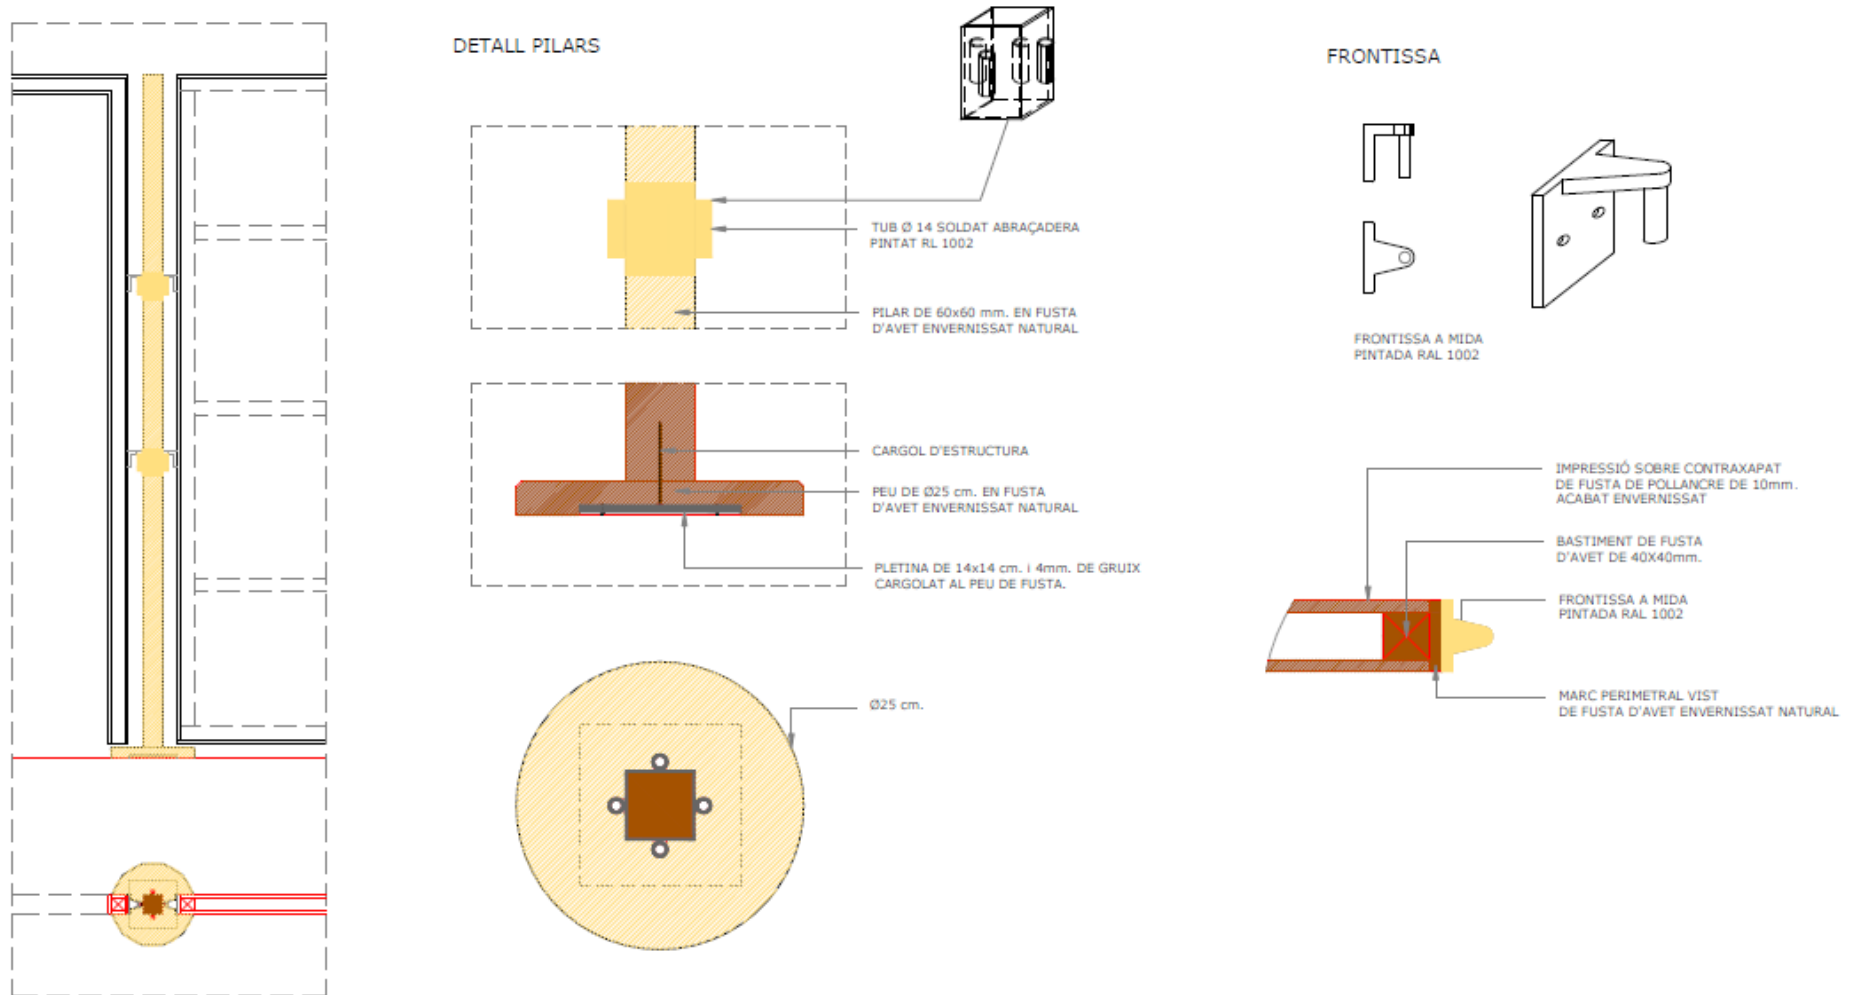 DETALL PILARS
TUB Ø 14 SOLDAT ABRAÇADERA
PINTAT RL 1002
PILAR DE 60x60 mm. EN FUSTA
D'AVET ENVERNISSAT NATURAL
CARGOL D'ESTRUCTURA
PEU DE Ø25 cm. EN FUSTA
D'AVET ENVERNISSAT NATURAL
PLETINA DE 14x14 cm. i 4mm. DE GRUIX
CARGOLAT AL PEU DE FUSTA.
Ø25 cm.
FRONTISSA
FRONTISSA A MIDA
PINTADA RAL 1002
IMPRESSIÓ SOBRE CONTRAXAPAT
DE FUSTA DE POLLANCRE DE 10mm.
ACABAT ENVERNISSAT
BASTIMENT DE FUSTA
D'AVET DE 40X40mm.
FRONTISSA A MIDA
PINTADA RAL 1002
MARC PERIMETRAL VIST
DE FUSTA D'AVET ENVERNISSAT NATURAL